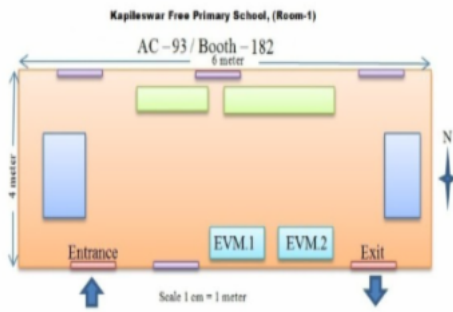 Kapileswar Free Primary School, (Room-1)
AC – 93 / Booth – 182
6 meter
4 meter
N
EVM.1 EVM.2
Entrance Exit
Scale 1 cm = 1 meter